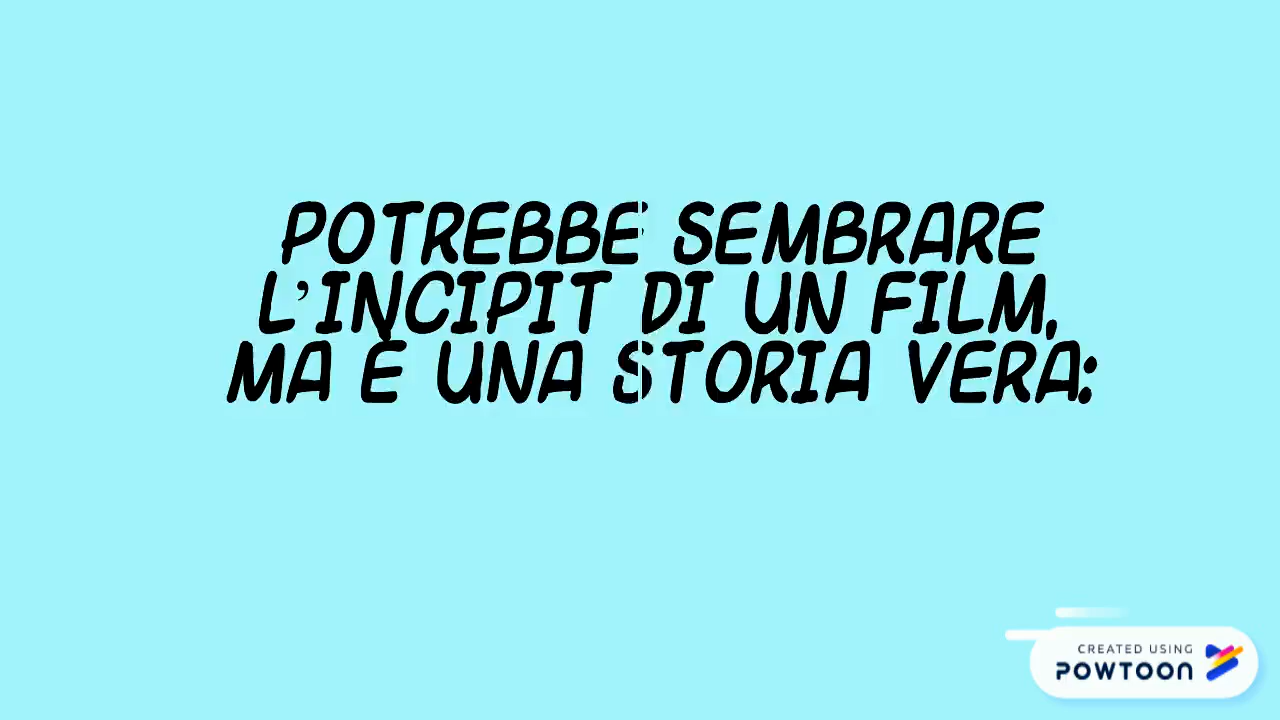 POTREBBE SEMBRARE
L'INCIPIT DI UN FILM,
MA È UNA STORIA VERA:
CREATED USING
POWTOON